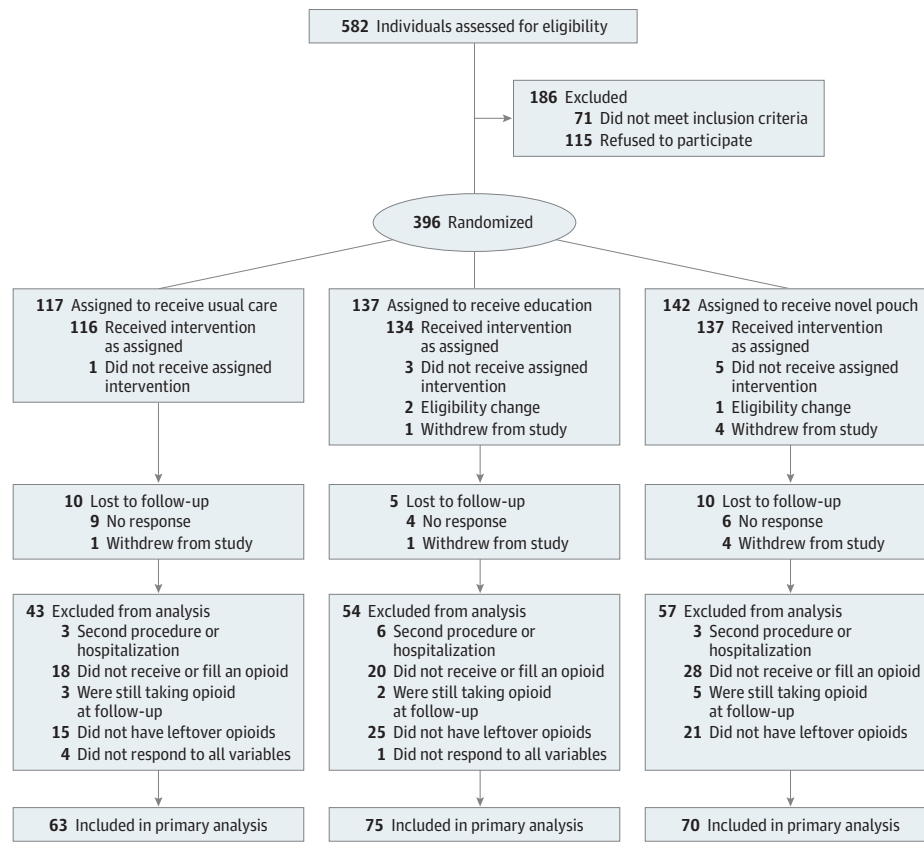 582 Individuals assessed for eligibility
186 Excluded
71 Did not meet inclusion criteria
115 Refused to participate
396 Randomized
117 Assigned to receive usual care
116 Received intervention
as assigned
1 Did not receive assigned
intervention
137 Assigned to receive education
134 Received intervention
as assigned
3 Did not receive assigned
intervention
2 Eligibility change
1 Withdrew from study
142 Assigned to receive novel pouch
137 Received intervention
as assigned
5 Did not receive assigned
intervention
1 Eligibility change
4 Withdrew from study
10 Lost to follow-up
9 No response
1 Withdrew from study
5 Lost to follow-up
4 No response
1 Withdrew from study
10 Lost to follow-up
6 No response
4 Withdrew from study
43 Excluded from analysis
3 Second procedure or
hospitalization
18 Did not receive or fill an opioid
3 Were still taking opioid
at follow-up
15 Did not have leftover opioids
4 Did not respond to all variables
54 Excluded from analysis
6 Second procedure or
hospitalization
20 Did not receive or fill an opioid
2 Were still taking opioid
at follow-up
25 Did not have leftover opioids
1 Did not respond to all variables
57 Excluded from analysis
3 Second procedure or
hospitalization
28 Did not receive or fill an opioid
5 Were still taking opioid
at follow-up
21 Did not have leftover opioids
63 Included in primary analysis
75 Included in primary analysis
70 Included in primary analysis